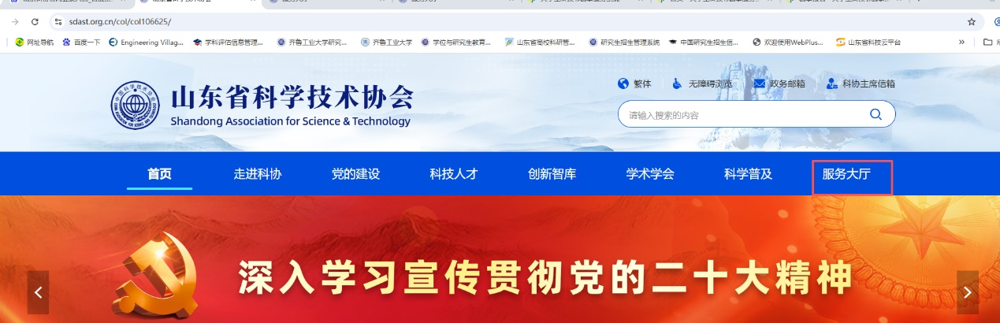 sdast.org.cn/col/col106625/
网址导航 百度一下 Engineering Villag... 学科评估信息管理... 齐鲁工业大学研究... 齐鲁工业大学 学位与研究生教育... 山东省高校科研管... 研究生招生管理系统 中国研究生招生信... 欢迎使用WebPlus... 山东省科技云平台
繁体 无障碍浏览 政务邮箱 科协主席信箱
山东省科学技术协会
Shandong Association for Science & Technology
请输入搜索的内容
首页 走进科协 党的建设 科技人才 创新智库 学术学会 科学普及 服务大厅
深入学习宣传贯彻党的二十大精神